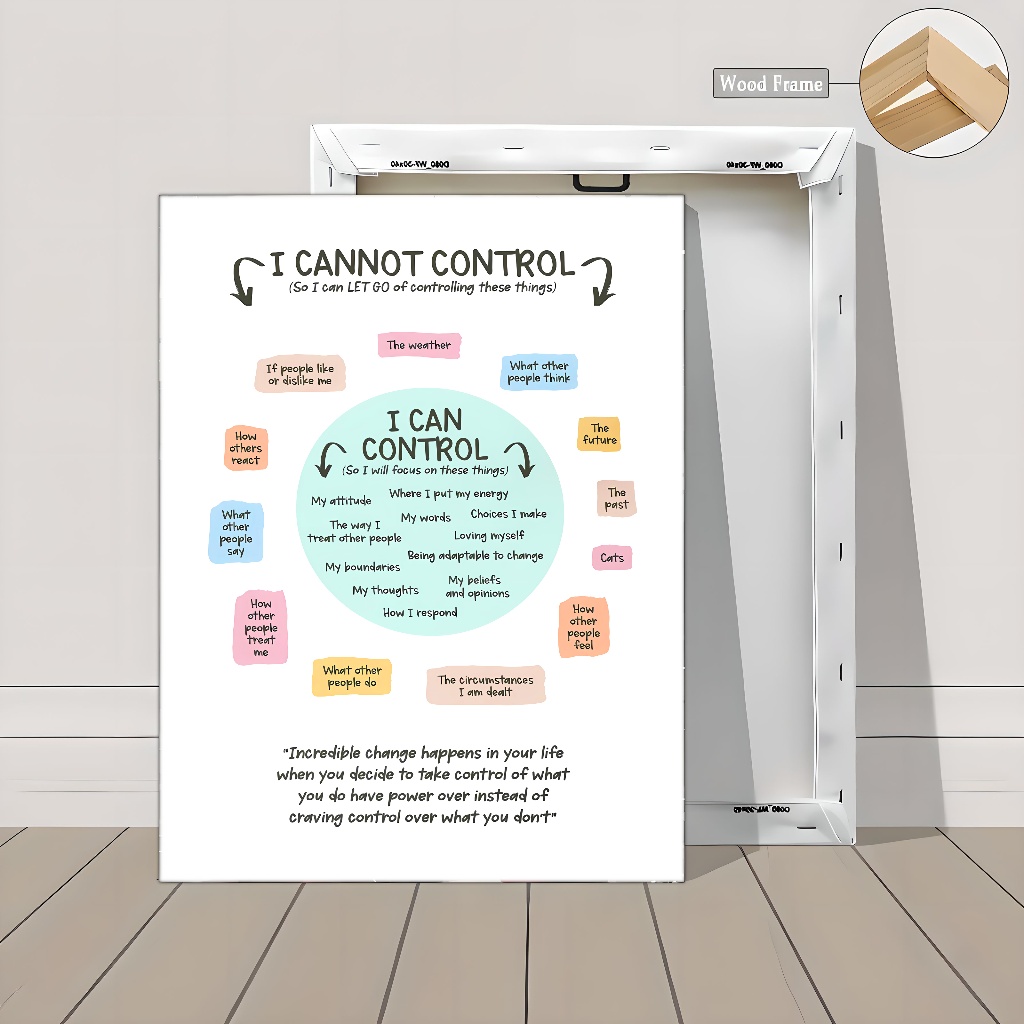 Wood Frame
I CANNOT CONTROL
(So I can LET GO of controlling these things)
The weather
If people like
or dislike me
What other
people think
How
others
react
The
future
What
other
people
say
The
past
Cats
How
other
people
treat
me
How
other
people
feel
What other
people do
The circumstances
I am dealt
I CAN
CONTROL
(So I will focus on these things)
My attitude
Where I put my energy
The way I
treat other people
My words
Choices I make
Loving myself
Being adaptable to change
My boundaries
My thoughts
My beliefs
and opinions
How I respond
"Incredible change happens in your life
when you decide to take control of what
you do have power over instead of
craving control over what you don't"